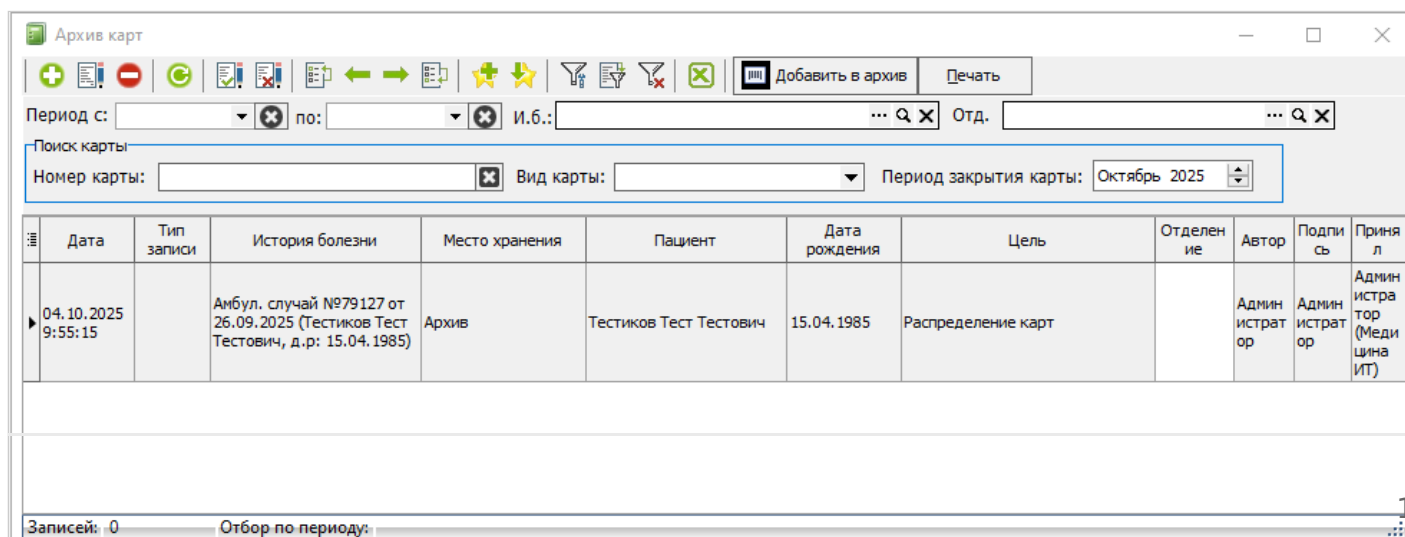 Архив карт
Добавить в архив Печать
Период с: по: И.б.: Отд.
Поиск карты
Номер карты: Вид карты: Период закрытия карты: Октябрь 2025
Дата Тип записи История болезни Место хранения Пациент Дата рождения Цель Отделен ие Автор Подпи сь Приня л
04.10.2025 9:55:15 Амбул. случай №79127 от 26.09.2025 (Тестиков Тест Тестович, д.р: 15.04.1985) Архив Тестиков Тест Тестович 15.04.1985 Распределение карт Админ истрат ор Админ истрат ор Админ истра тор (Меди цина ИТ)
Записей: 0 Отбор по периоду: